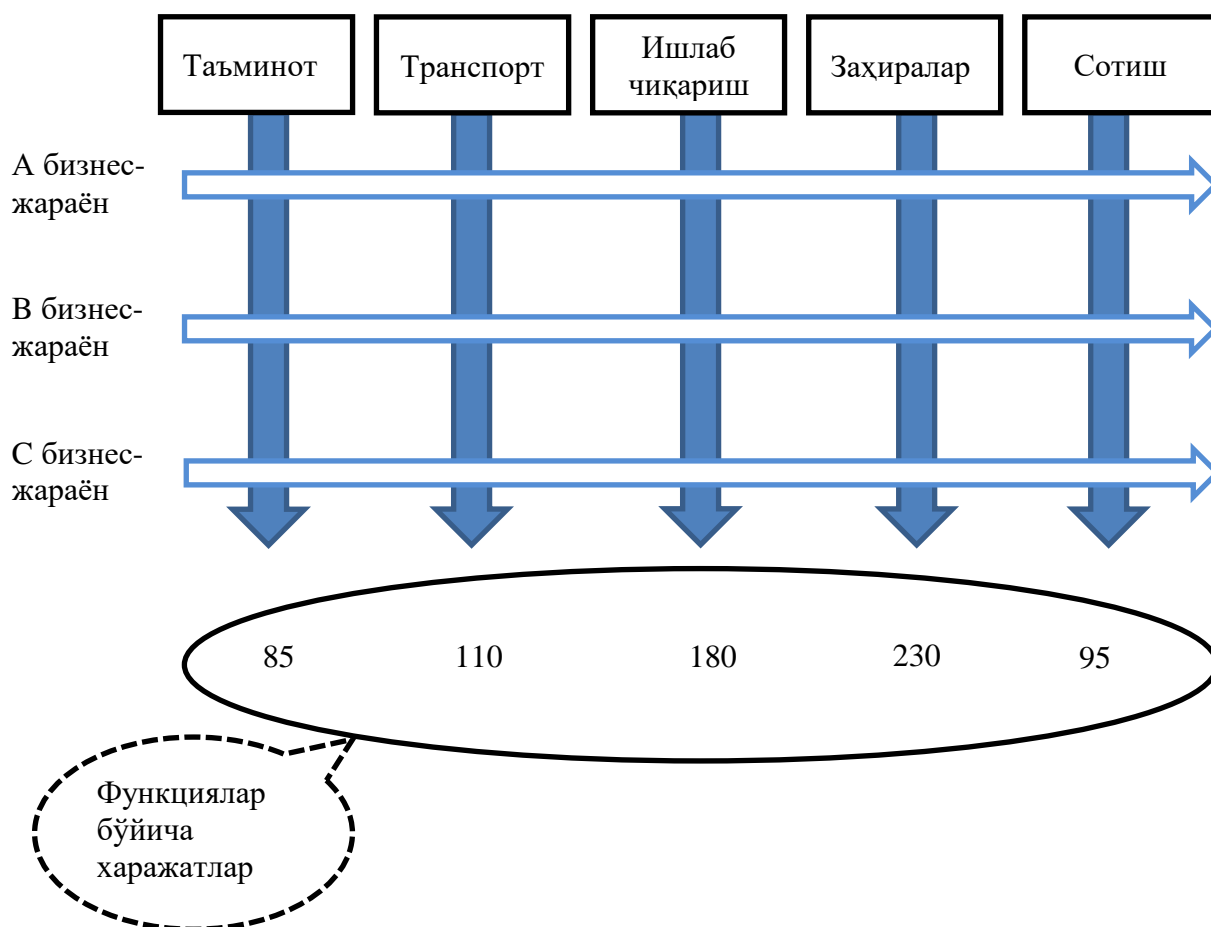 Таъминот
Транспорт
Ишлаб
чиқариш
Заҳиралар
Сотиш
А бизнес-
жараён
В бизнес-
жараён
С бизнес-
жараён
85 110 180 230 95
Функциялар
бўйича
харажатлар